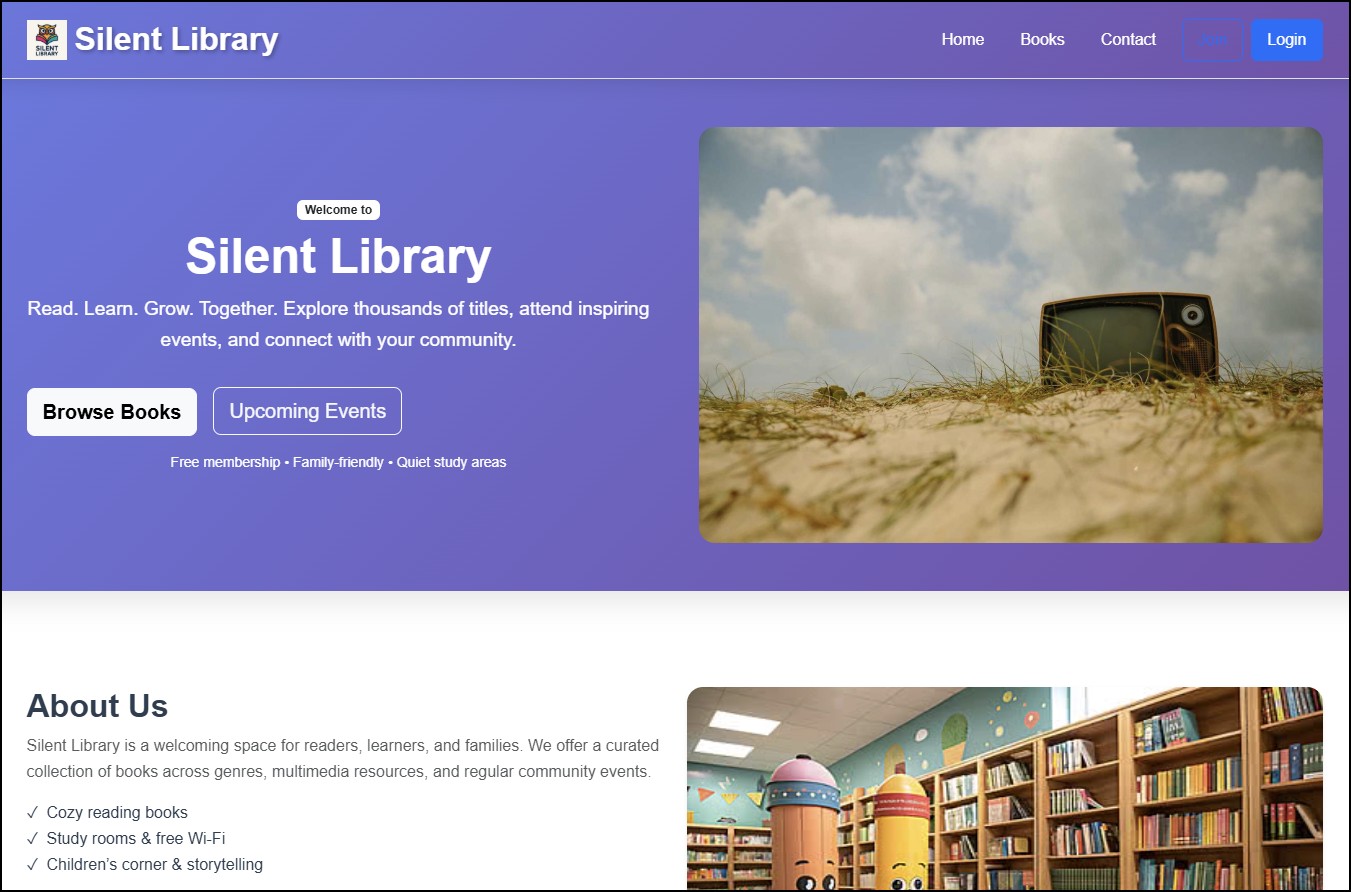 SILENT
LIBRARY
Silent Library
Home
Books
Contact
Login
Welcome to
Silent Library
Read. Learn. Grow. Together. Explore thousands of titles, attend inspiring
events, and connect with your community.
Browse Books
Upcoming Events
Free membership • Family-friendly • Quiet study areas
About Us
Silent Library is a welcoming space for readers, learners, and families. We offer a curated
collection of books across genres, multimedia resources, and regular community events.
✓ Cozy reading books
✓ Study rooms & free Wi-Fi
✓ Children’s corner & storytelling